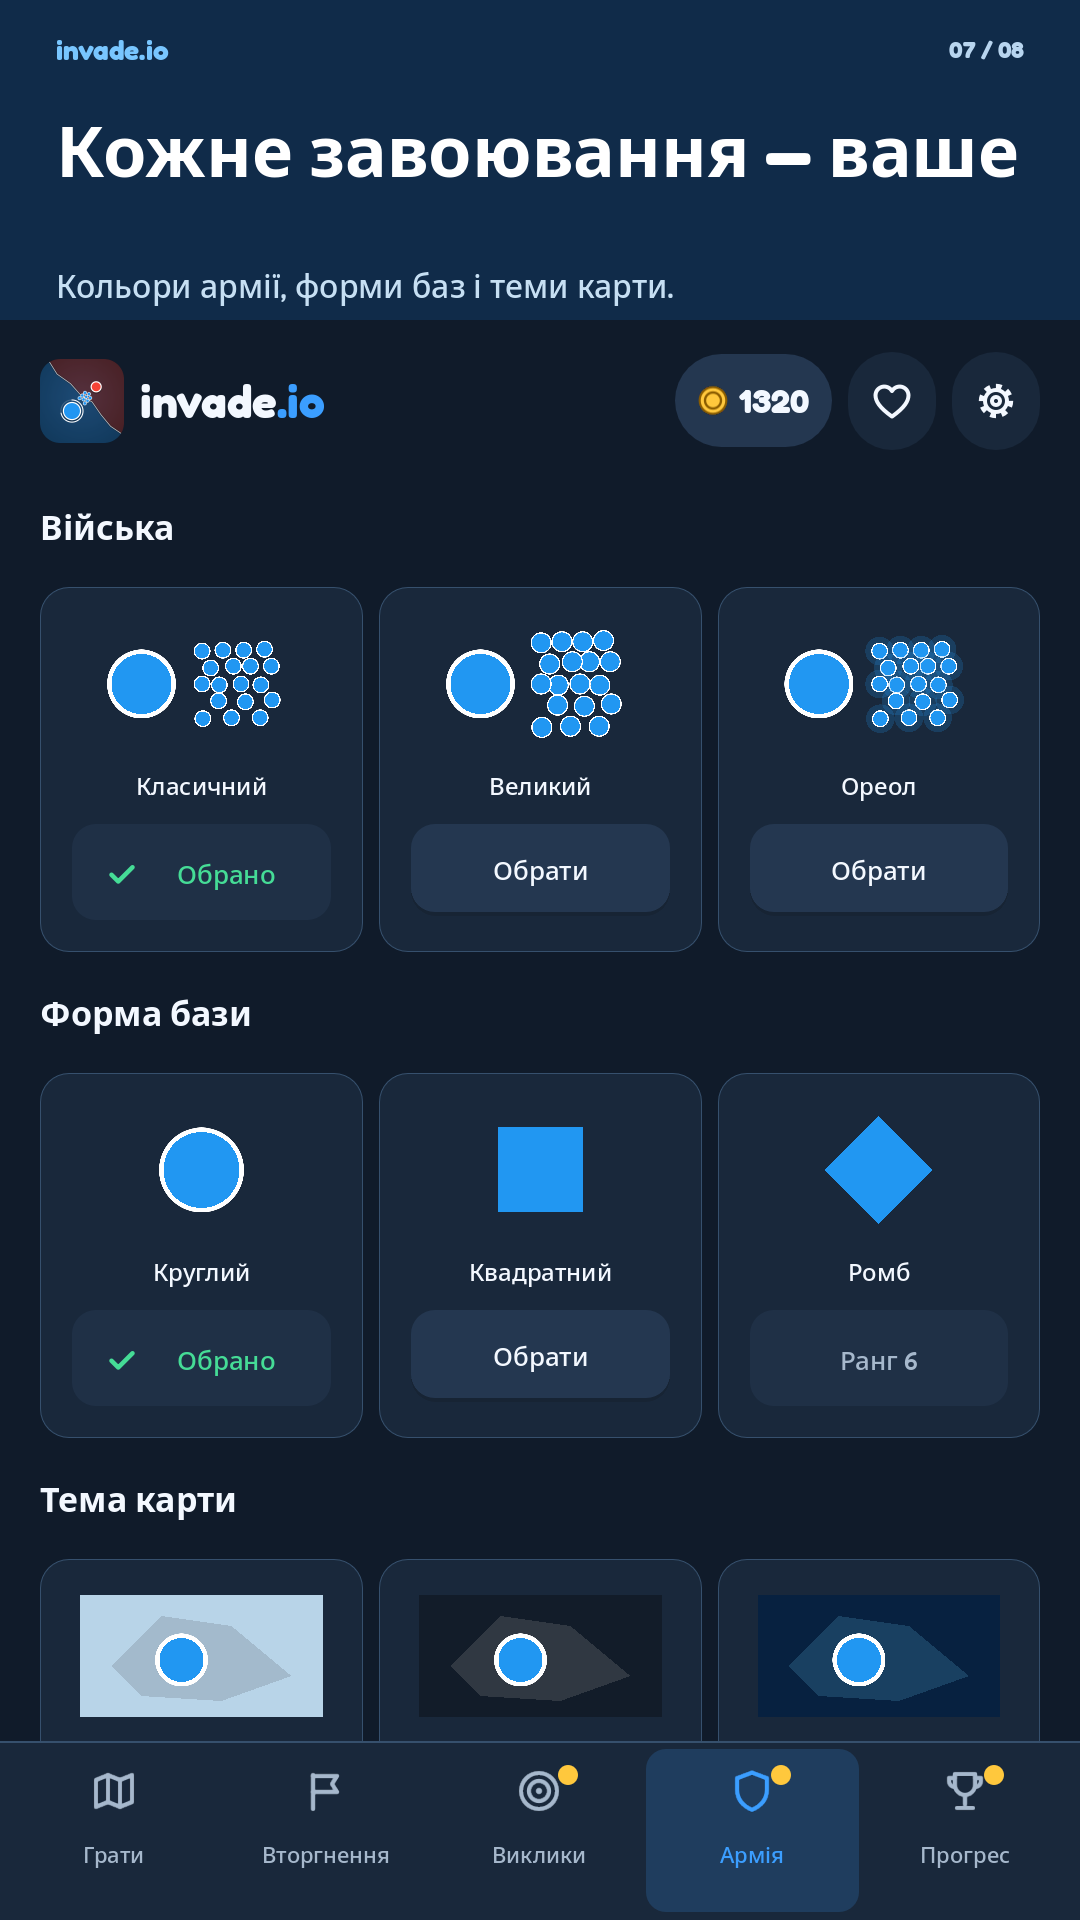 invade.io
07 / 08
Кожне завоювання – ваше
Кольори армії, форми баз і теми карти.
invade.io
1320
Війська
Класичний
Великий
Ореол
Обрано
Обрати
Обрати
Форма бази
Круглий
Квадратний
Ромб
Обрано
Обрати
Ранг 6
Тема карти
Грати
Вторгнення
Виклики
Армія
Прогрес